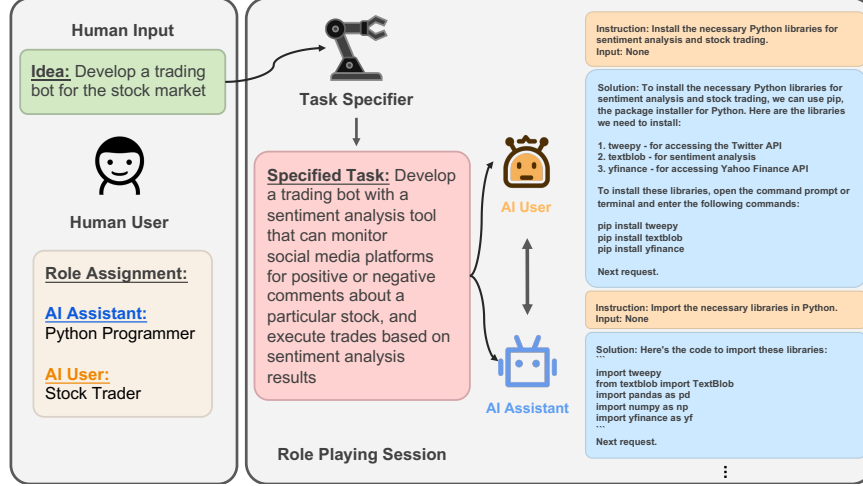 Human Input
Idea: Develop a trading
bot for the stock market
Human User
Role Assignment:
AI Assistant:
Python Programmer
AI User:
Stock Trader
Task Specifier
Specified Task: Develop
a trading bot with a
sentiment analysis tool
that can monitor
social media platforms
for positive or negative
comments about a
particular stock, and
execute trades based on
sentiment analysis
results
AI User
AI Assistant
Role Playing Session
Instruction: Install the necessary Python libraries for
sentiment analysis and stock trading.
Input: None
Solution: To install the necessary Python libraries for
sentiment analysis and stock trading, we can use pip,
the package installer for Python. Here are the libraries
we need to install:
1. tweepy - for accessing the Twitter API
2. textblob - for sentiment analysis
3. yfinance - for accessing Yahoo Finance API
To install these libraries, open the command prompt or
terminal and enter the following commands:
pip install tweepy
pip install textblob
pip install yfinance
Next request.
Instruction: Import the necessary libraries in Python.
Input: None
Solution: Here's the code to import these libraries:
```
import tweepy
from textblob import TextBlob
import pandas as pd
import numpy as np
import yfinance as yf
```
Next request.
⋮